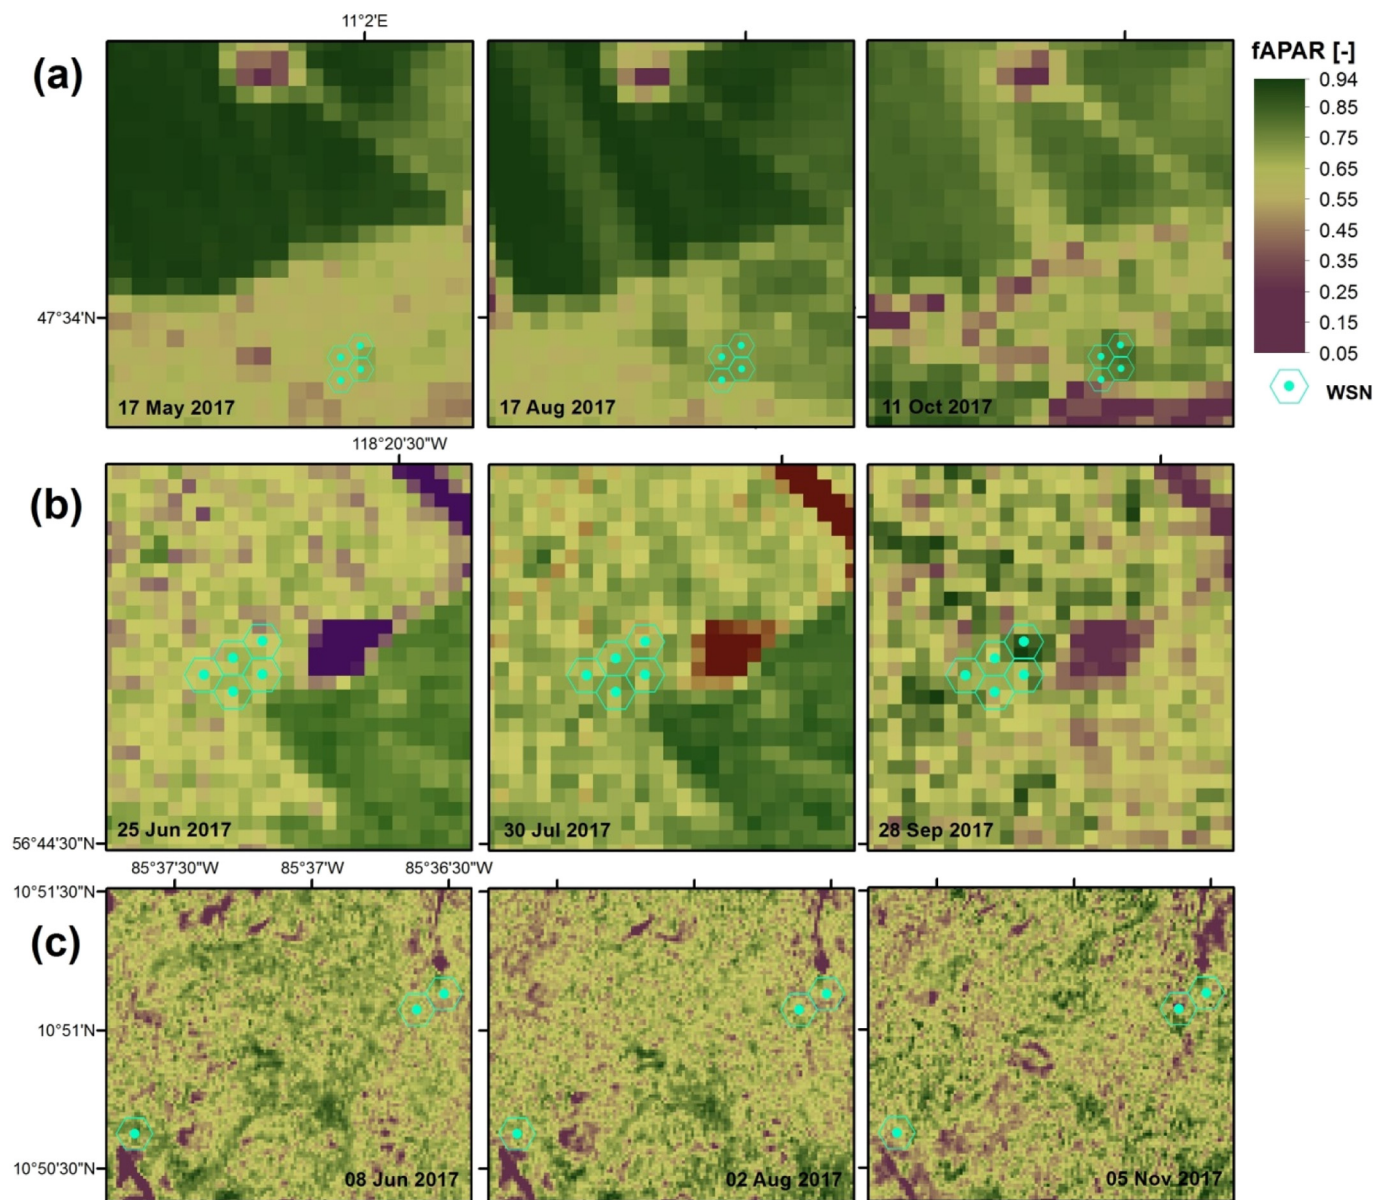 11°2'E
(a)
fAPAR [-]
0.94
0.85
0.75
0.65
0.55
0.45
0.35
0.25
0.15
0.05
WSN
47°34'N
17 May 2017
17 Aug 2017
11 Oct 2017
118°20'30"W
(b)
56°44'30"N
25 Jun 2017
30 Jul 2017
28 Sep 2017
85°37'30"W 85°37'W 85°36'30"W
10°51'30"N
(c)
10°51'N
10°50'30"N
08 Jun 2017
02 Aug 2017
05 Nov 2017